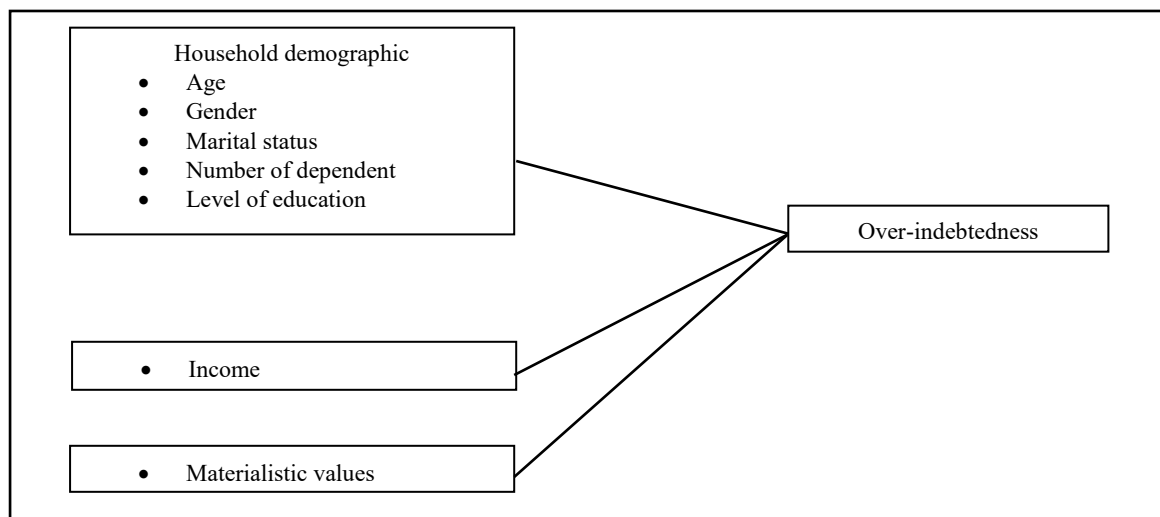 Household demographic
• Age
• Gender
• Marital status
• Number of dependent
• Level of education
Over-indebtedness
• Income
• Materialistic values